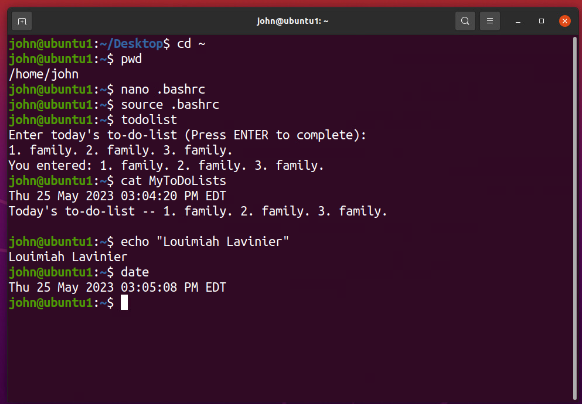 john@ubuntu1: ~
john@ubuntu1:~/Desktop$ cd ~
john@ubuntu1:~$ pwd
/home/john
john@ubuntu1:~$ nano .bashrc
john@ubuntu1:~$ source .bashrc
john@ubuntu1:~$ todolist
Enter today's to-do-list (Press ENTER to complete):
1. family. 2. family. 3. family.
You entered: 1. family. 2. family. 3. family.
john@ubuntu1:~$ cat MyToDoLists
Thu 25 May 2023 03:04:20 PM EDT
Today's to-do-list -- 1. family. 2. family. 3. family.
john@ubuntu1:~$ echo "Louimiah Lavinier"
Louimiah Lavinier
john@ubuntu1:~$ date
Thu 25 May 2023 03:05:08 PM EDT
john@ubuntu1:~$